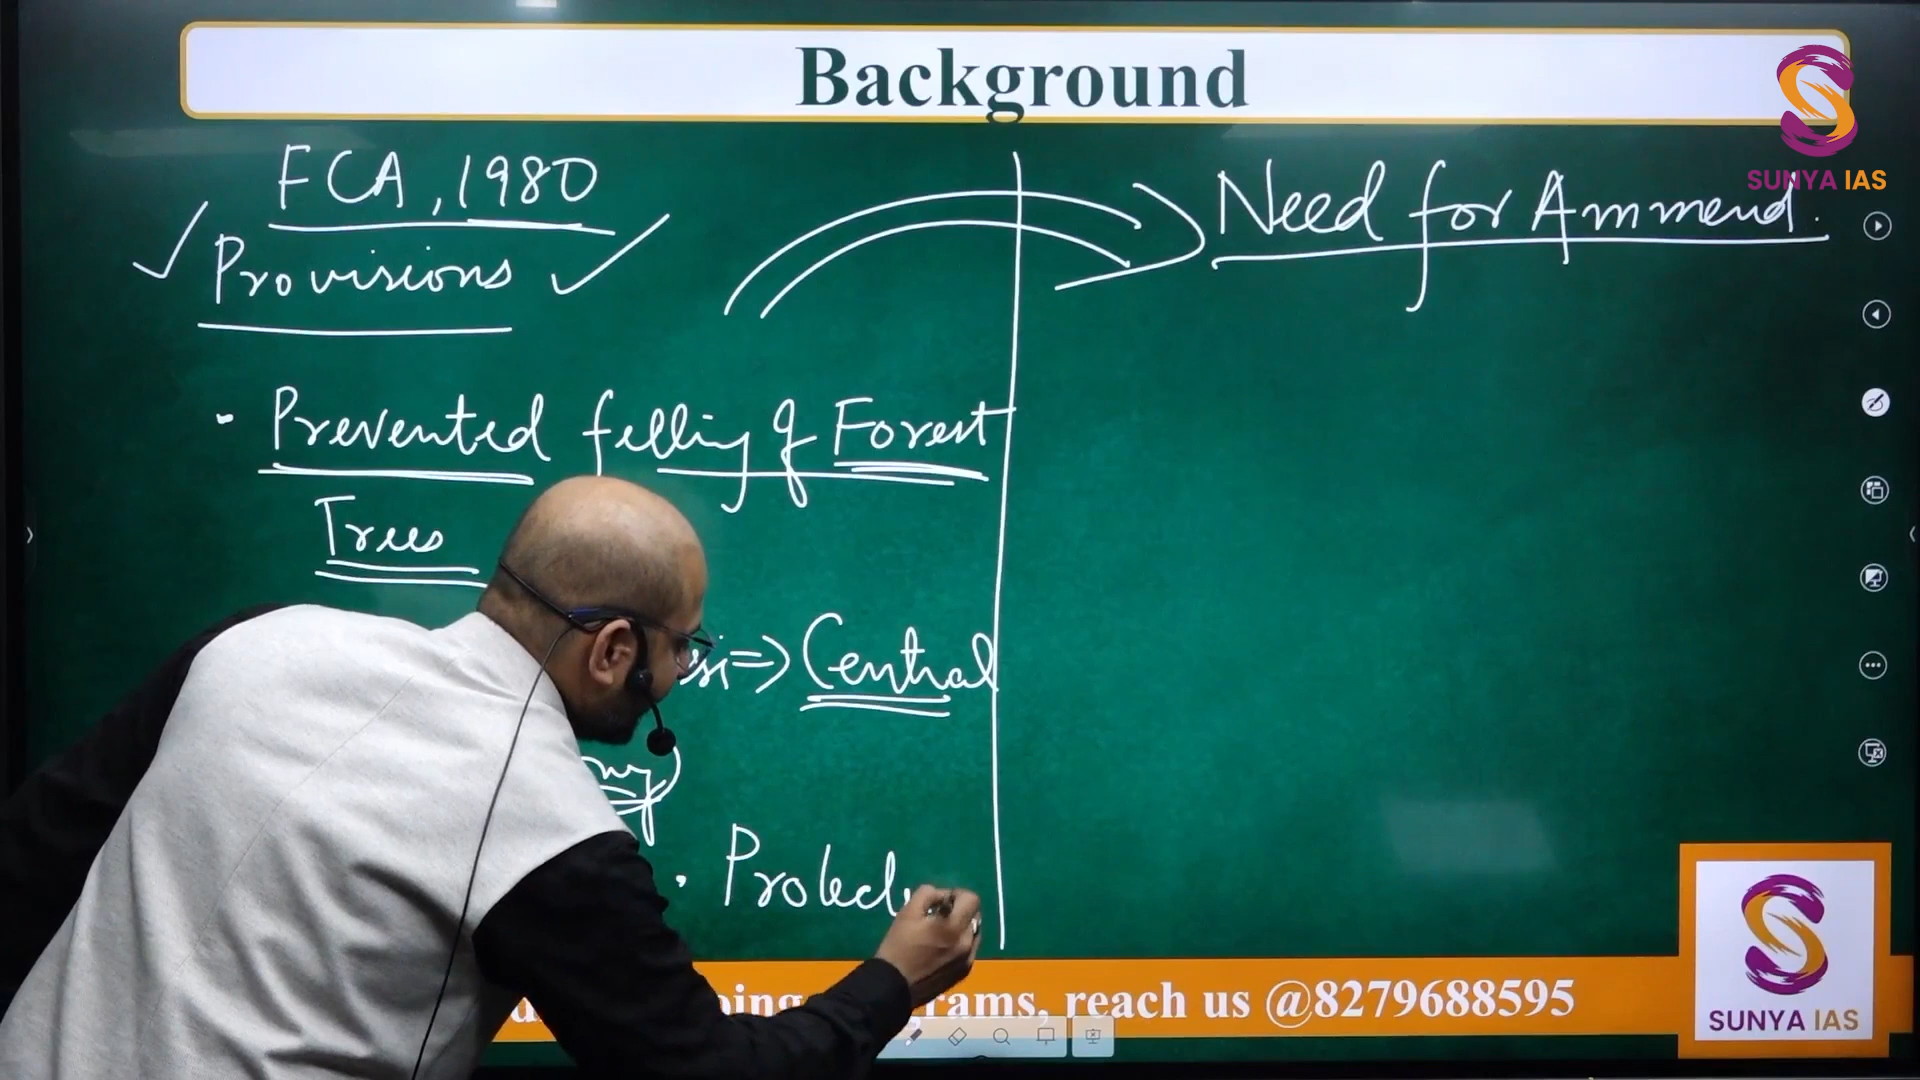 Background
SUNYA IAS
FCA, 1980
Provisions
Need for Ammend.
• Prevented felling of Forest
Trees
=> Central
• Protect
reach us @8279688595
SUNYA IAS